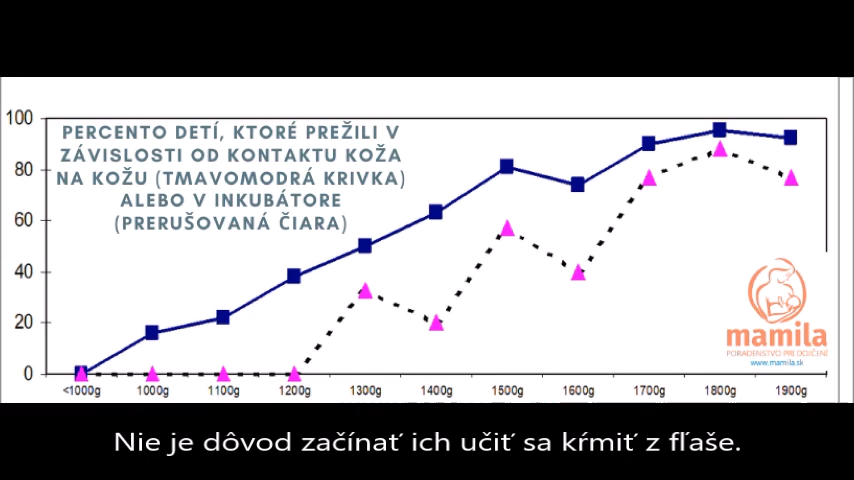 PERCENTO DETÍ, KTORÉ PREŽILI V
ZÁVISLOSTI OD KONTAKTU KOŽA
NA KOŽU (TMAVOMODRÁ KRIVKA)
ALEBO V INKUBÁTORE
(PRERUŠOVANÁ ČIARA)
100
80
60
40
20
0
<1000g 1000g 1100g 1200g 1300g 1400g 1500g 1600g 1700g 1800g 1900g
mamila
PORADENSTVO PRI DOJČENÍ
www.mamila.sk
Nie je dôvod začínať ich učiť sa kŕmiť z fľaše.